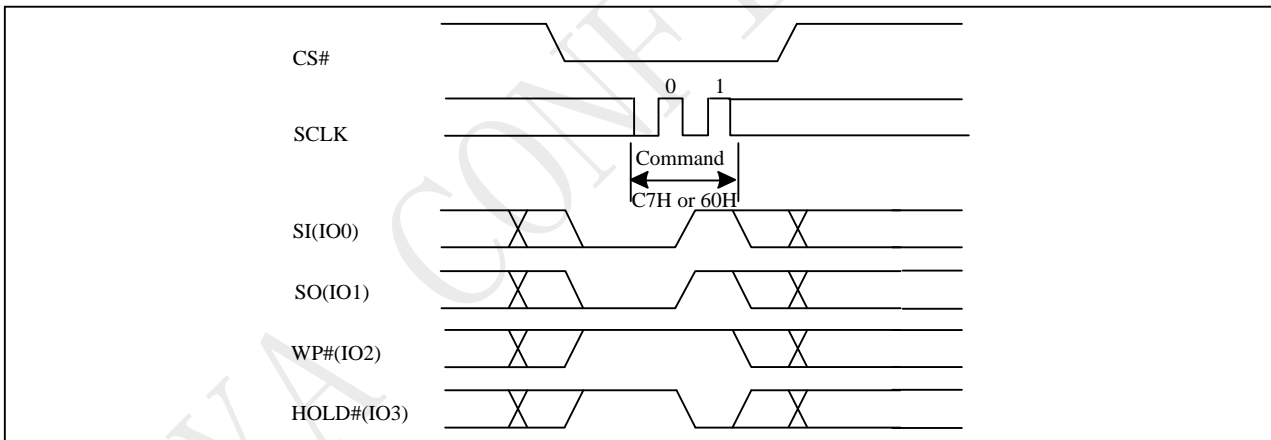 CS#
0 1
SCLK
Command
C7H or 60H
SI(IO0)
SO(IO1)
WP#(IO2)
HOLD#(IO3)